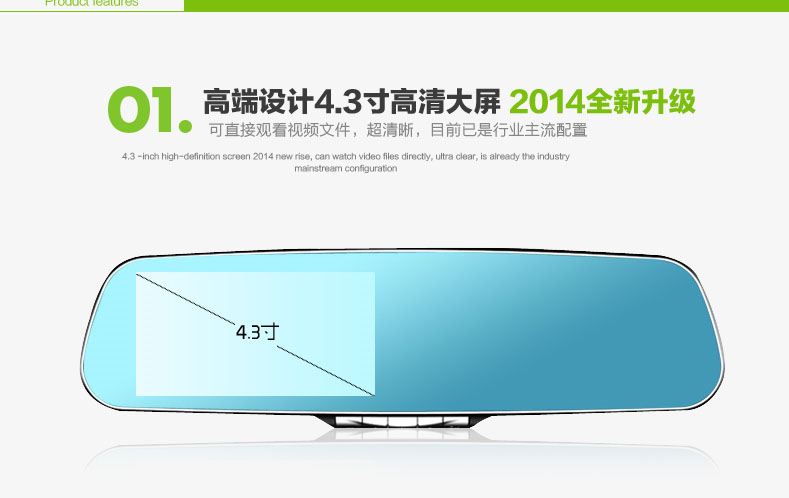 Product features
01.
高端设计4.3寸高清大屏 2014全新升级
可直接观看视频文件，超清晰，目前已是行业主流配置
4.3 -inch high-definition screen 2014 new rise, can watch video files directly, ultra clear, is already the industry
mainstream configuration
4.3寸